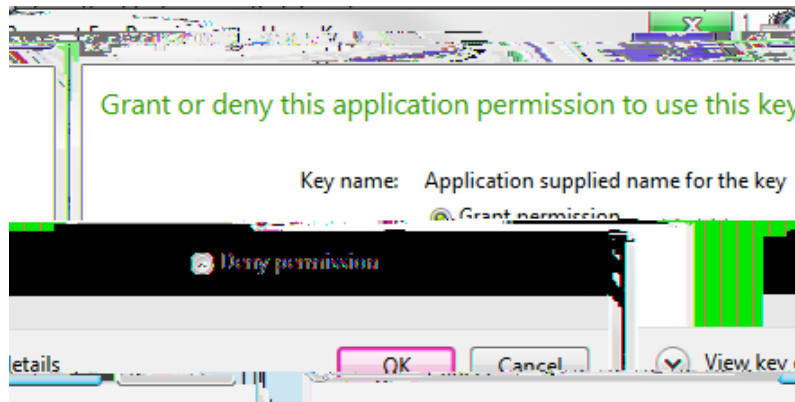 Grant or deny this application permission to use this key
Key name: Application supplied name for the key
Grant permission
Deny permission
etails
OK
Cancel
View key